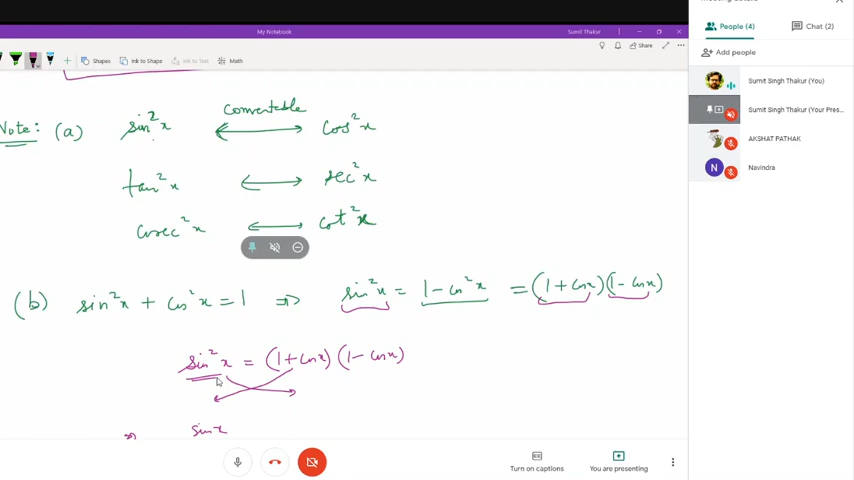 My Notebook
Sumil Thakur
Share
Shapes
Ink to Shape
Ink to Text
Math
Note: (a) sin²x Convertable cos²x
tan²x sec²x
cosec²x cot²x
(b) sin²x + cos²x = 1 ⇒ sin²x = 1 - cos²x = (1 + cosx)(1 - cosx)
sin²x = (1 + cosx)(1 - cosx)
⇒ sinx
Turn on captions
You are presenting
People (4)
Chat (2)
Add people
Sumit Singh Thakur (You)
Sumit Singh Thakur (Your Pres...
AKSHAT PATHAK
N
Navindra